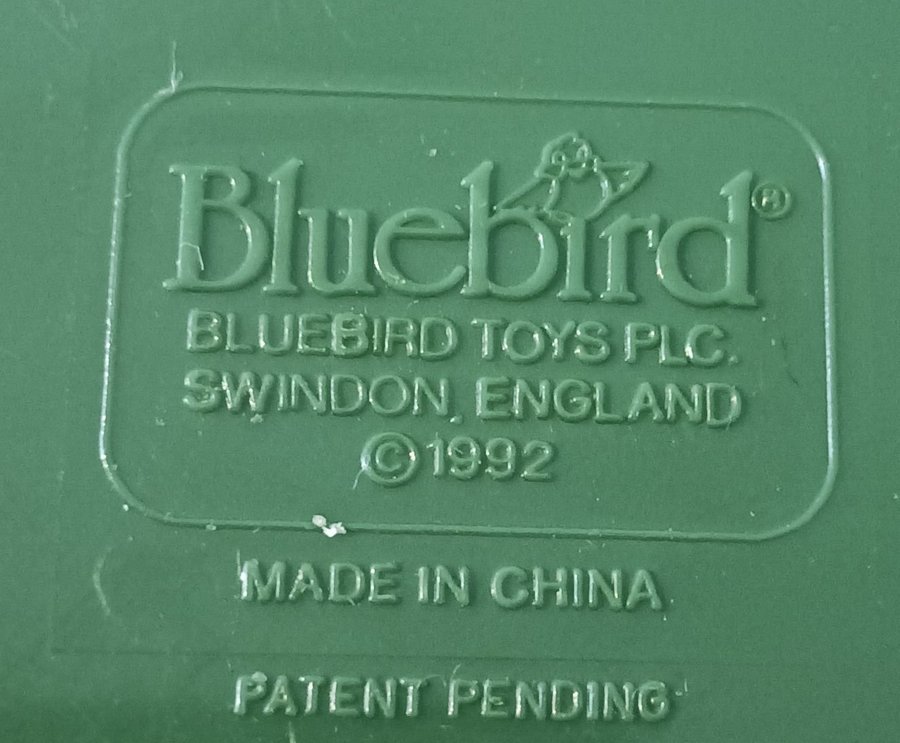 Bluebird®
BLUEBIRD TOYS PLC.
SWINDON, ENGLAND
©1992
MADE IN CHINA
PATENT PENDING